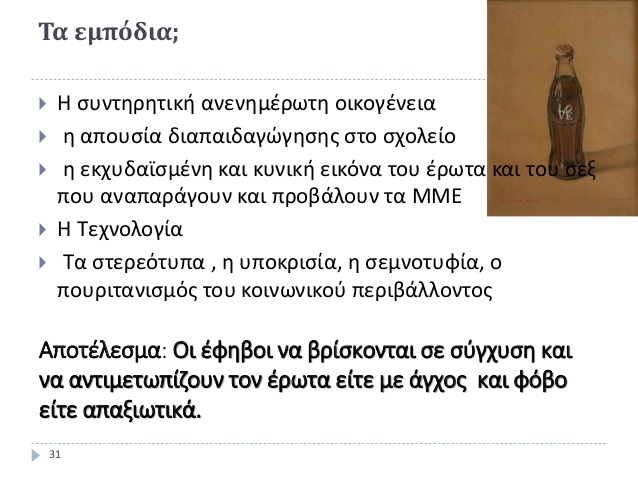 Τα εμπόδια;
Η συντηρητική ανενημέρωτη οικογένεια
η απουσία διαπαιδαγώγησης στο σχολείο
η εκχυδαϊσμένη και κυνική εικόνα του έρωτα και του σεξ
που αναπαράγουν και προβάλουν τα ΜΜΕ
Η Τεχνολογία
Τα στερεότυπα , η υποκρισία, η σεμνοτυφία, ο
πουριτανισμός του κοινωνικού περιβάλλοντος
Αποτέλεσμα: Οι έφηβοι να βρίσκονται σε σύγχυση και
να αντιμετωπίζουν τον έρωτα είτε με άγχος και φόβο
είτε απαξιωτικά.
31